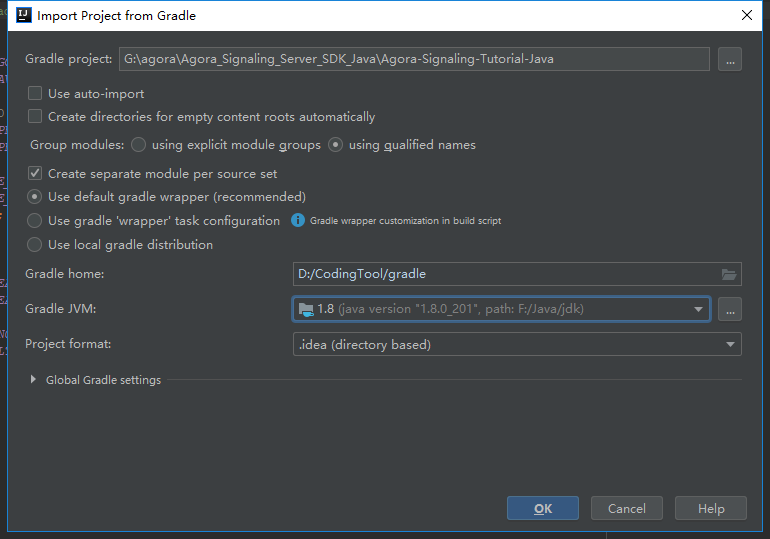 IJ Import Project from Gradle
Gradle project: G:\agora\Agora_Signaling_Server_SDK_Java\Agora-Signaling-Tutorial-Java ...
Use auto-import
Create directories for empty content roots automatically
Group modules: using explicit module groups using qualified names
Create separate module per source set
Use default gradle wrapper (recommended)
Use gradle 'wrapper' task configuration i Gradle wrapper customization in build script
Use local gradle distribution
Gradle home: D:/CodingTool/gradle
Gradle JVM: 1.8 (java version "1.8.0_201", path: F:/Java/jdk) ...
Project format: .idea (directory based)
Global Gradle settings
OK Cancel Help